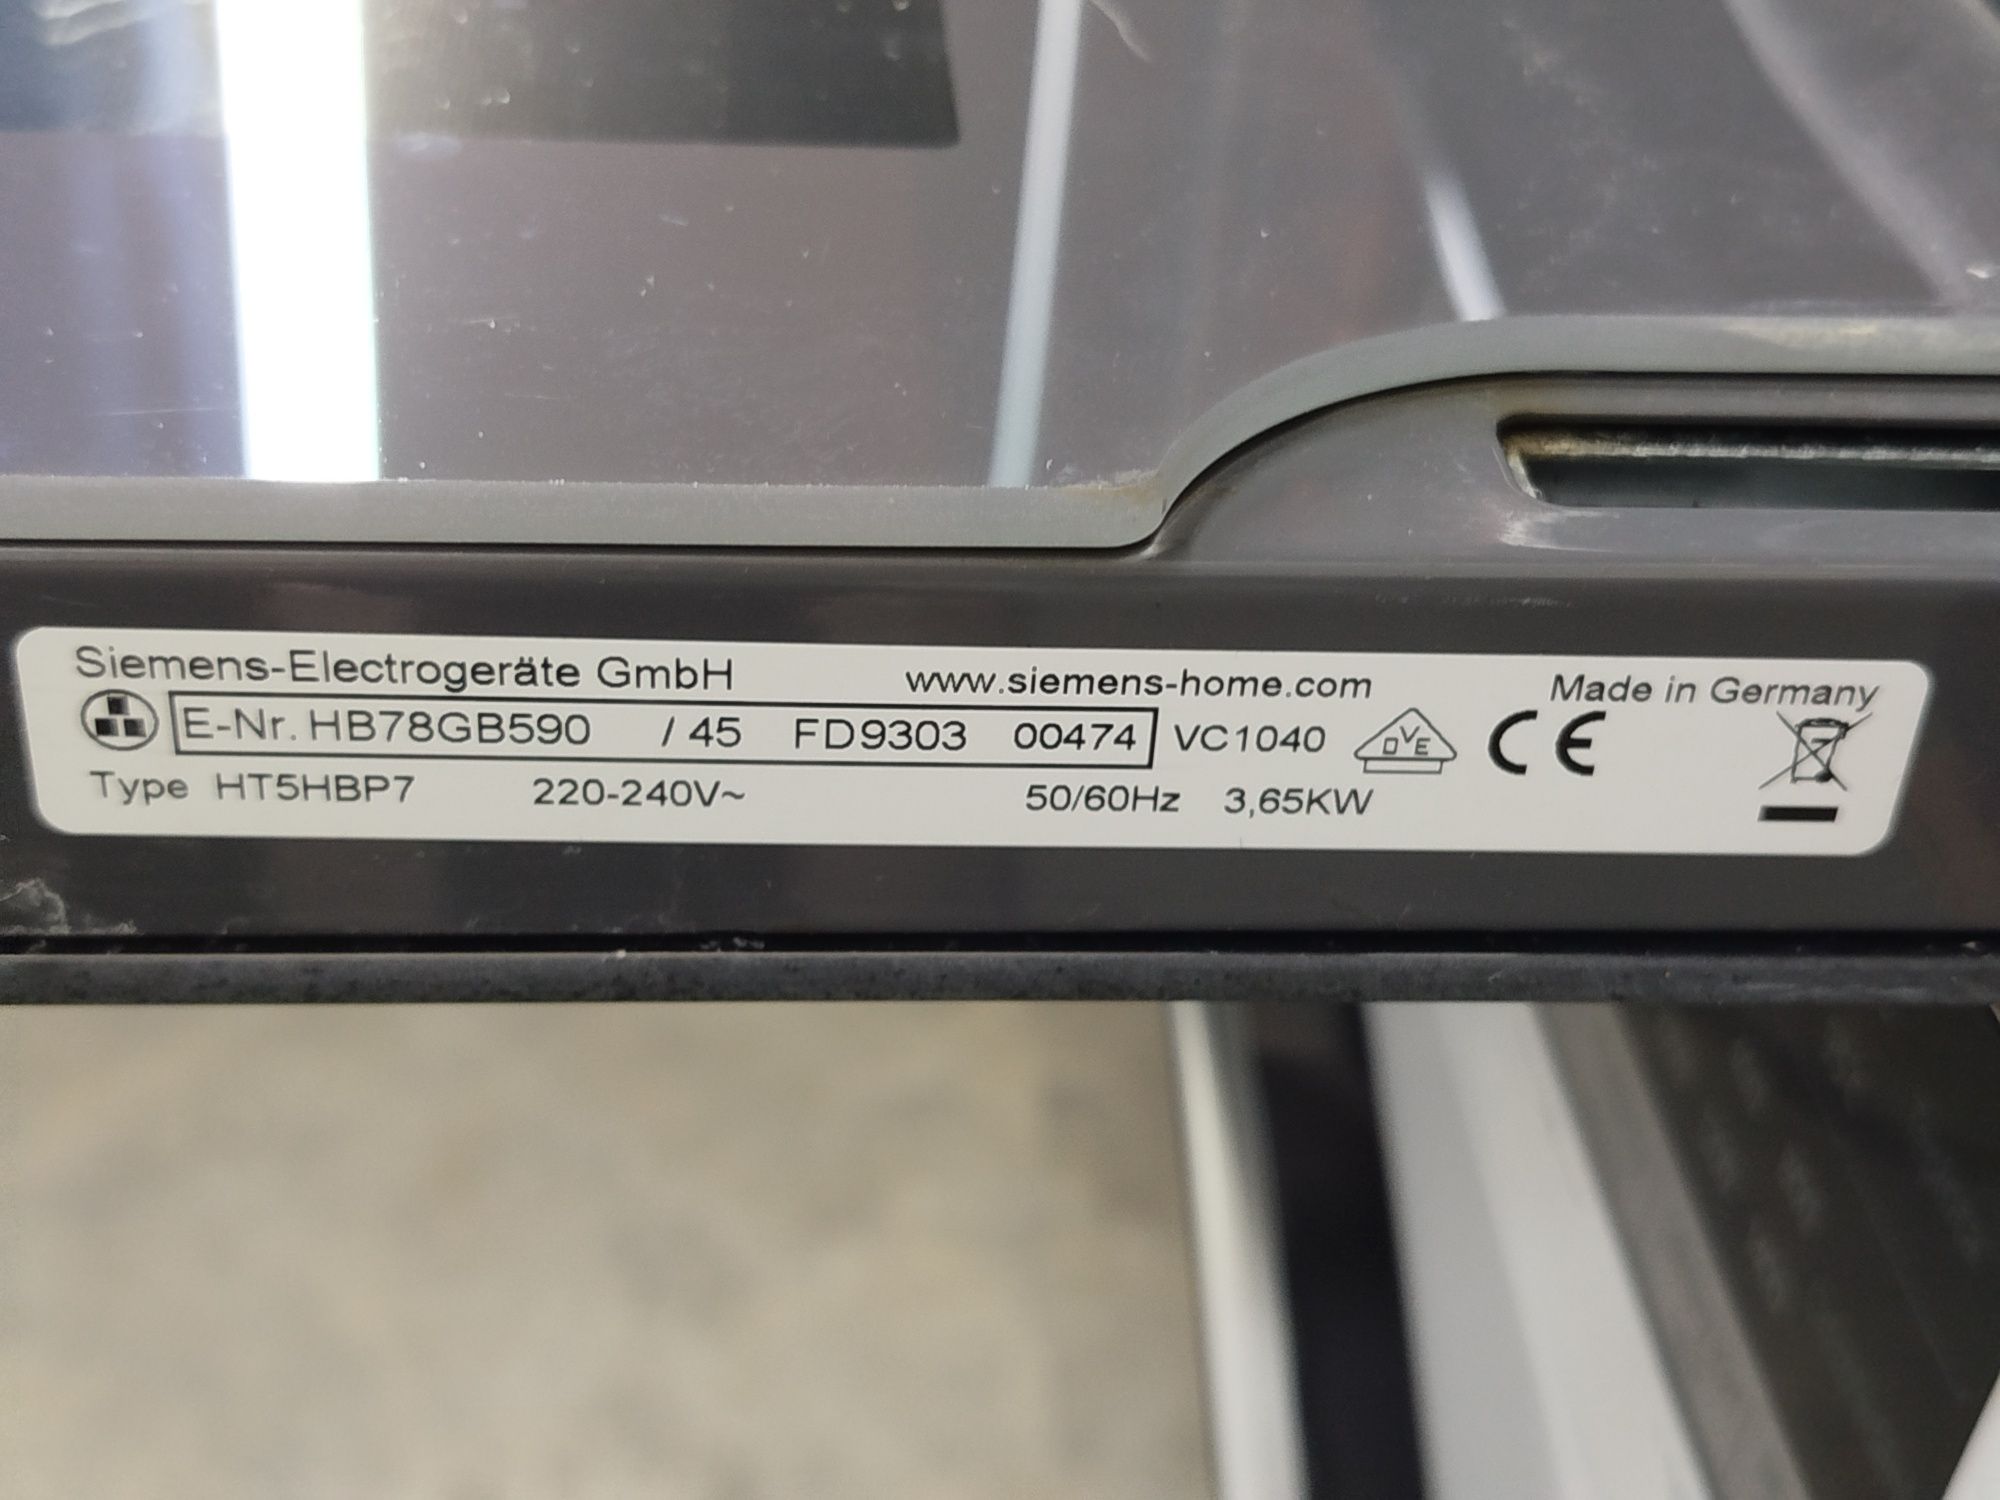 Siemens-Electrogeräte GmbH www.siemens-home.com Made in Germany
E-Nr. HB78GB590 / 45 FD9303 00474 VC1040 DVE CE
Type HT5HBP7 220-240V~ 50/60Hz 3,65KW